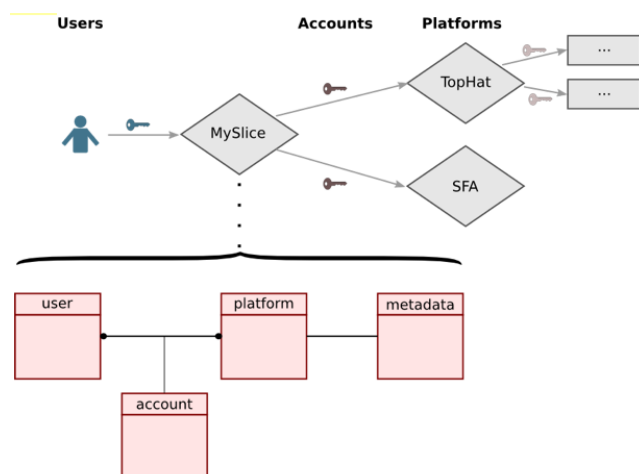 Users Accounts Platforms
...
TopHat
...
MySlice
SFA
user platform metadata
account